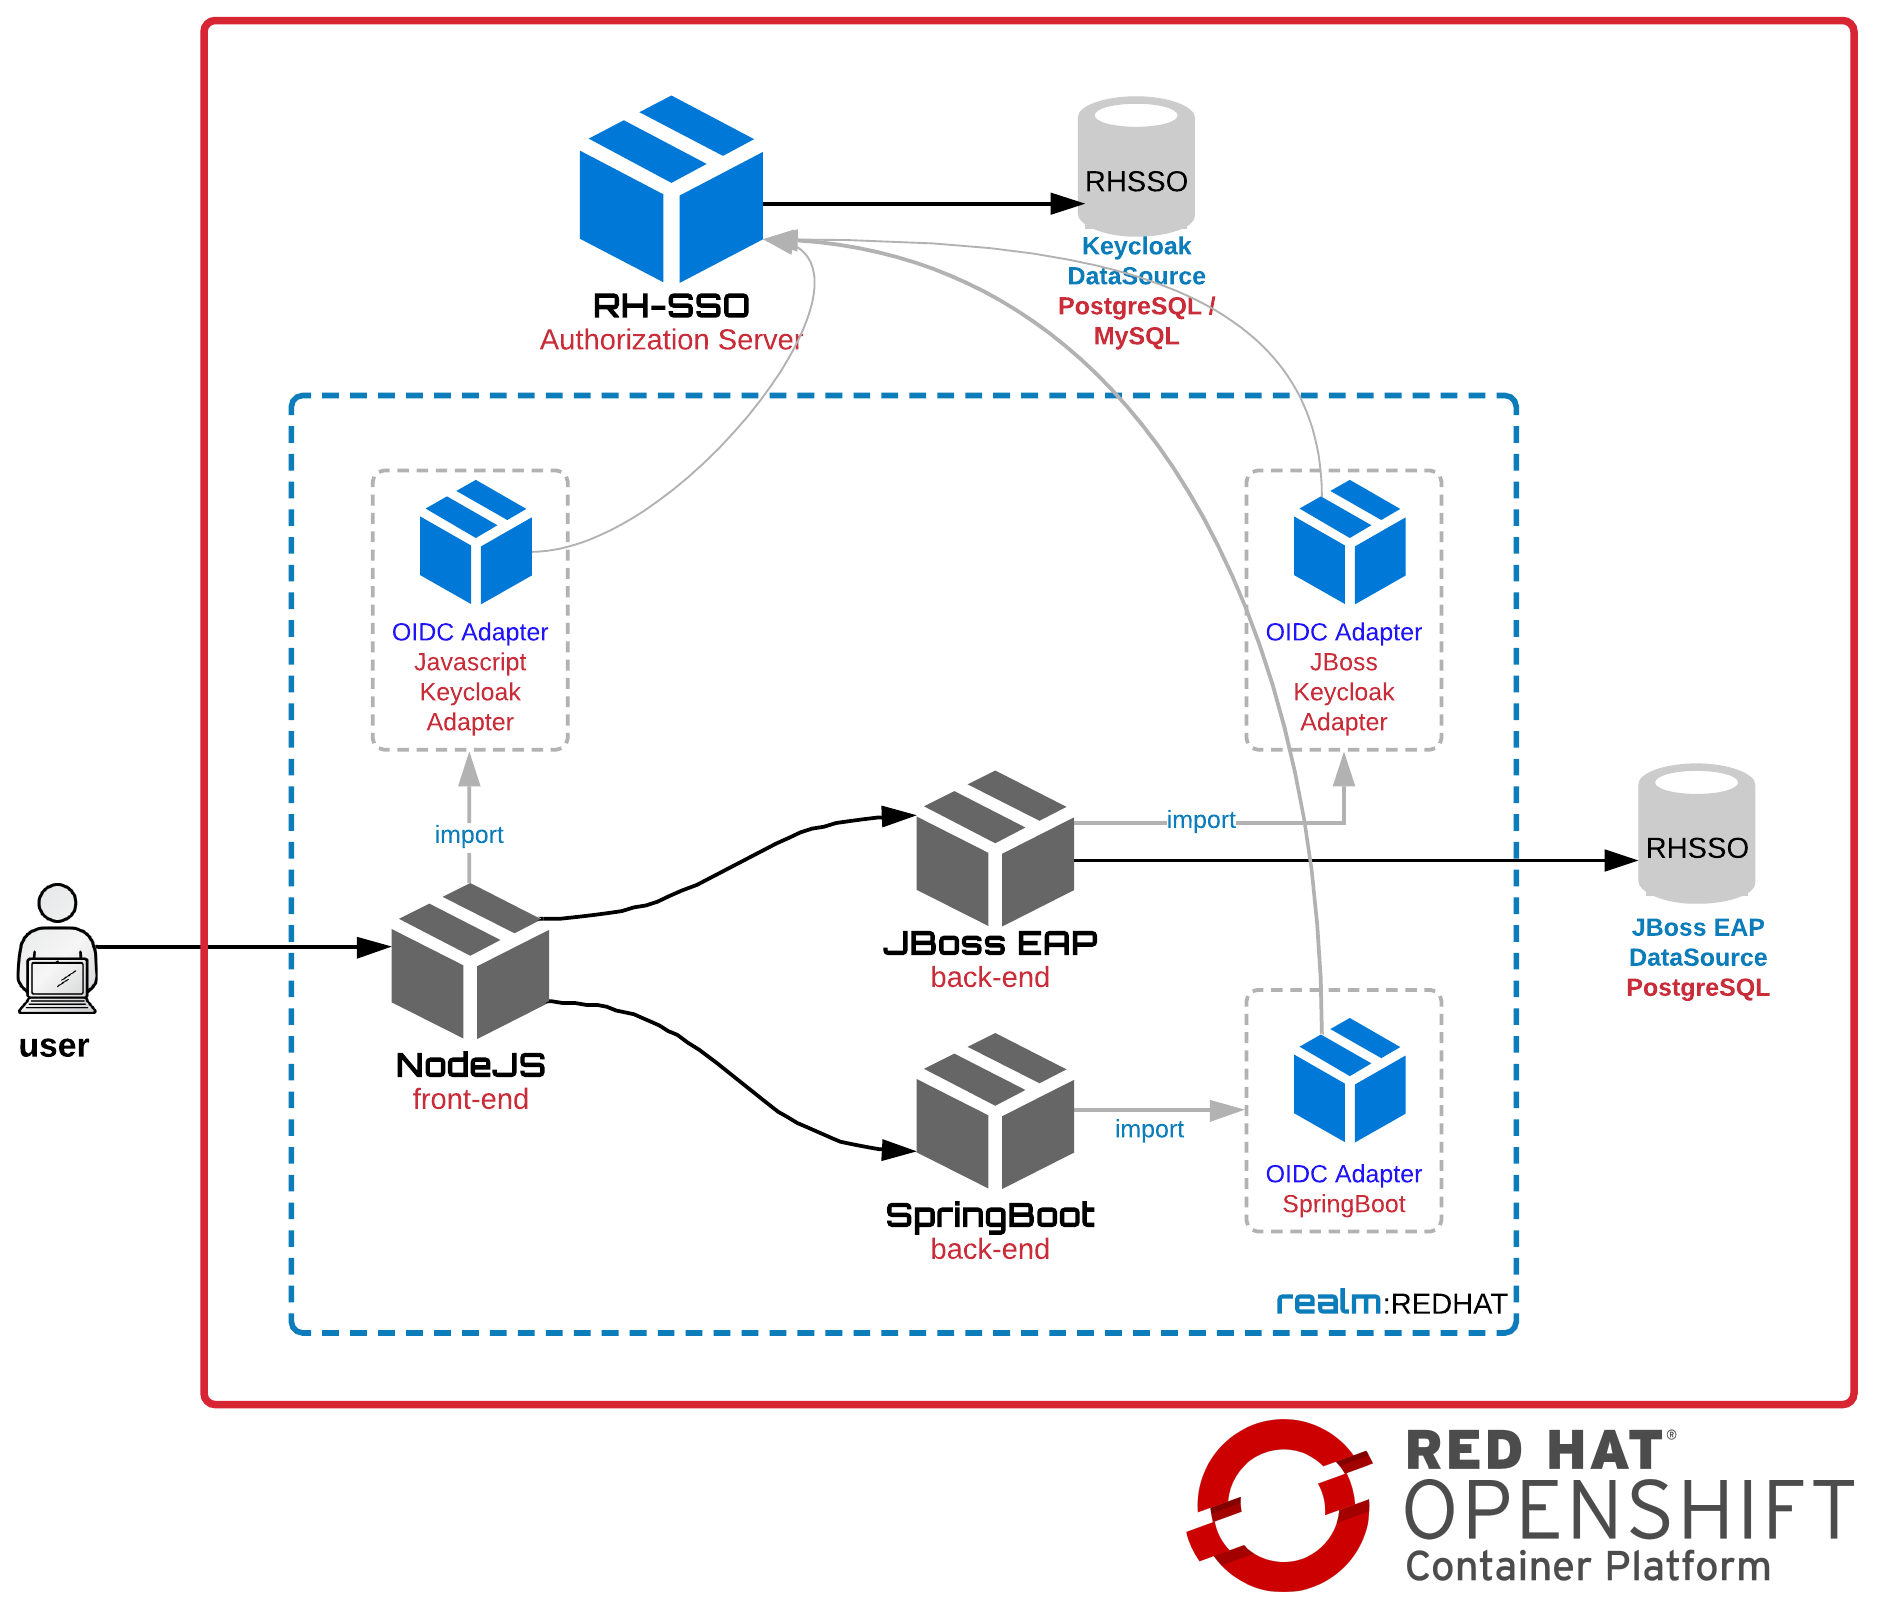 RHSSO
Keycloak
DataSource
PostgreSQL /
MySQL
RH-SSO
Authorization Server
OIDC Adapter
Javascript
Keycloak
Adapter
OIDC Adapter
JBoss
Keycloak
Adapter
import
import
RHSSO
JBoss EAP
DataSource
PostgreSQL
JBoss EAP
back-end
user
NodeJS
front-end
import
OIDC Adapter
SpringBoot
SpringBoot
back-end
realm:REDHAT
RED HAT®
OPENSHIFT
Container Platform